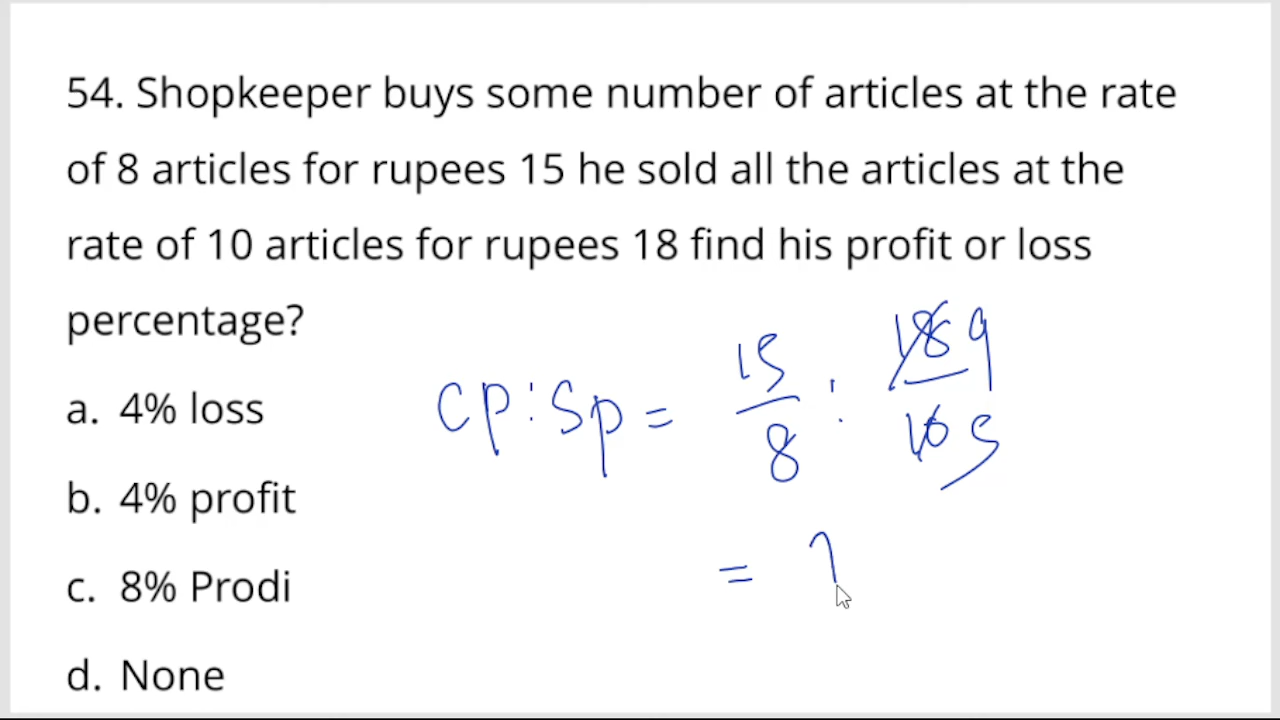 54. Shopkeeper buys some number of articles at the rate
of 8 articles for rupees 15 he sold all the articles at the
rate of 10 articles for rupees 18 find his profit or loss
percentage?
a. 4% loss
b. 4% profit
c. 8% Prodi
d. None
CP : SP = 15/8 : 18/10 9/5
=